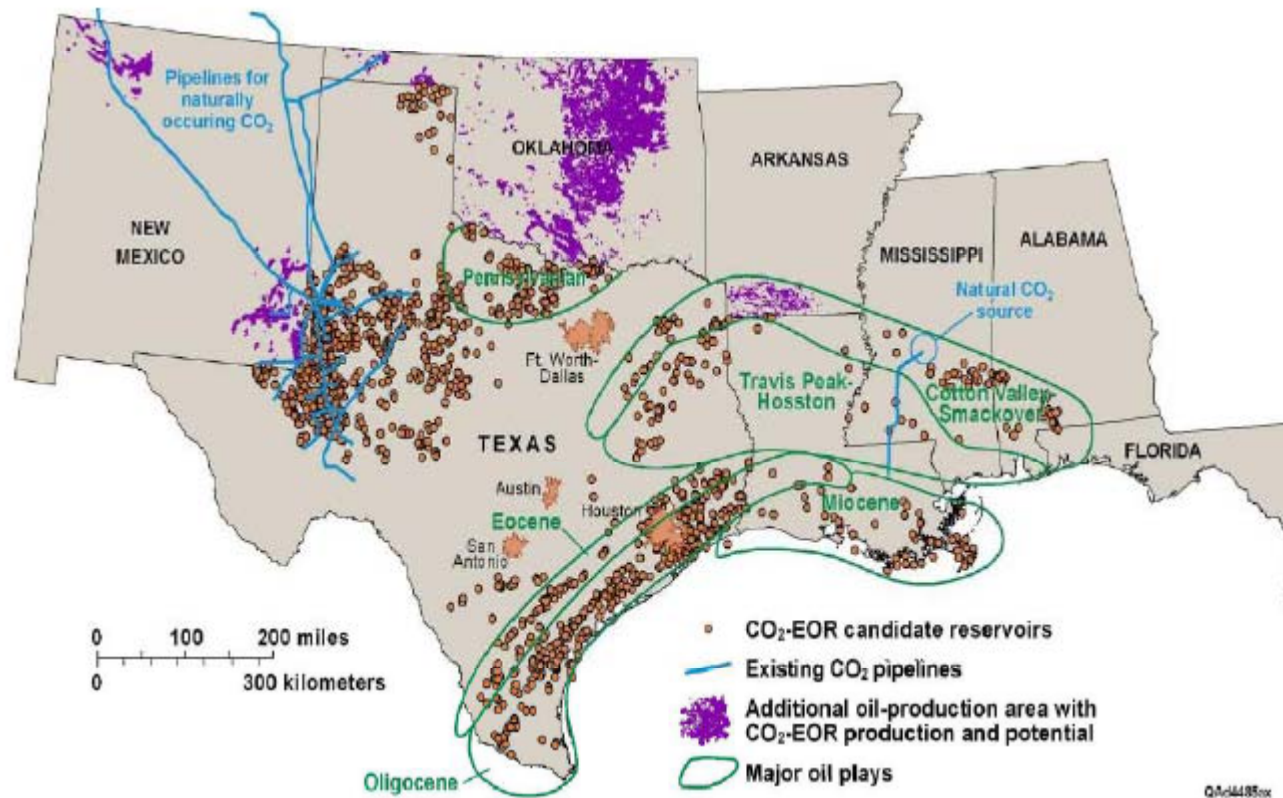 Pipelines for
naturally
occuring CO₂
OKLAHOMA
ARKANSAS
NEW
MEXICO
MISSISSIPPI
ALABAMA
Pennsylvanian
Natural CO₂
source
Ft. Worth-
Dallas
Travis Peak-
Hosston
Cotton Valley
Smackover
TEXAS
FLORIDA
Austin
Houston
Eocene
Miocene
San
Antonio
0 100 200 miles
0 300 kilometers
CO₂-EOR candidate reservoirs
Existing CO₂ pipelines
Additional oil-production area with
CO₂-EOR production and potential
Major oil plays
Oligocene
QAd4485ax